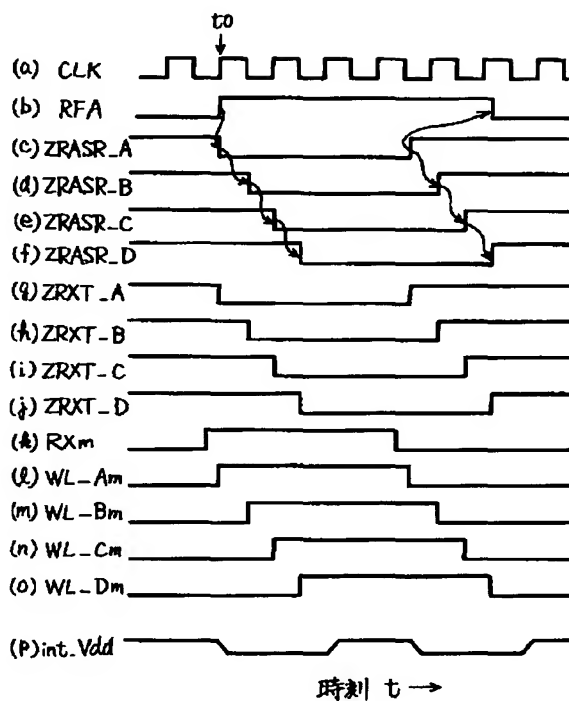 t0
(a) CLK
(b) RFA
(c) ZRASR_A
(d) ZRASR_B
(e) ZRASR_C
(f) ZRASR_D
(g) ZRXT_A
(h) ZRXT_B
(i) ZRXT_C
(j) ZRXT_D
(k) RXm
(l) WL_Am
(m) WL_Bm
(n) WL_Cm
(o) WL_Dm
(P) int_Vdd
時刻 t →